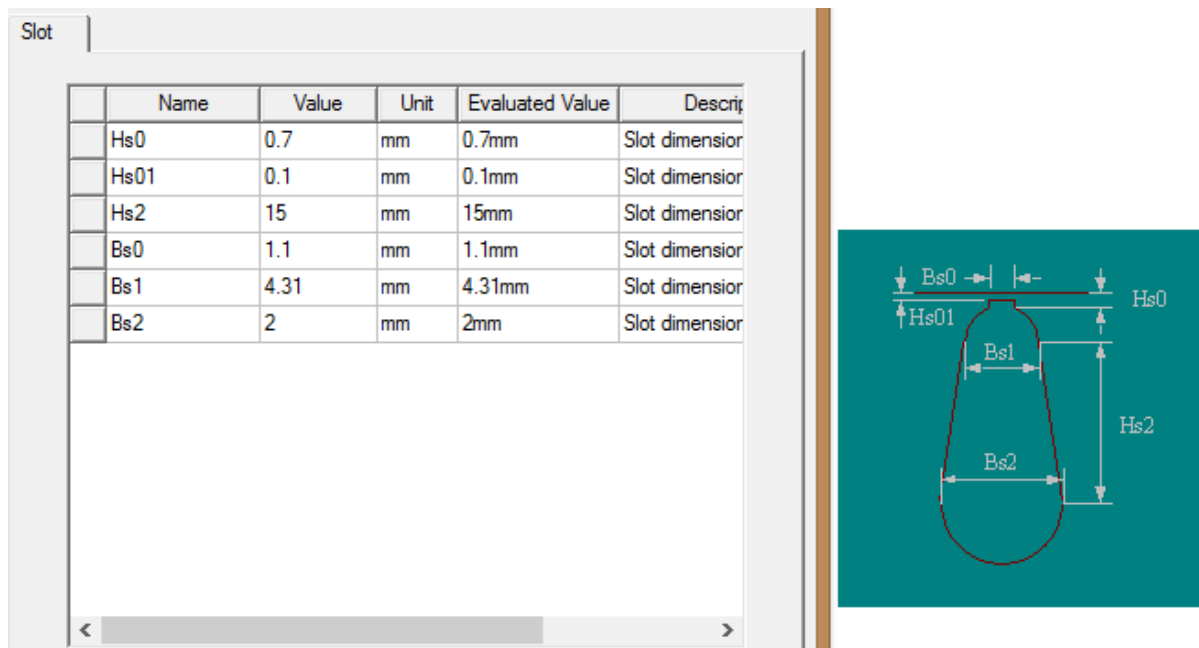 Slot
Name Value Unit Evaluated Value Descrip
Hs0 0.7 mm 0.7mm Slot dimension
Hs01 0.1 mm 0.1mm Slot dimension
Hs2 15 mm 15mm Slot dimension
Bs0 1.1 mm 1.1mm Slot dimension
Bs1 4.31 mm 4.31mm Slot dimension
Bs2 2 mm 2mm Slot dimension
Bs0
Hs0
Hs01
Bs1
Hs2
Bs2